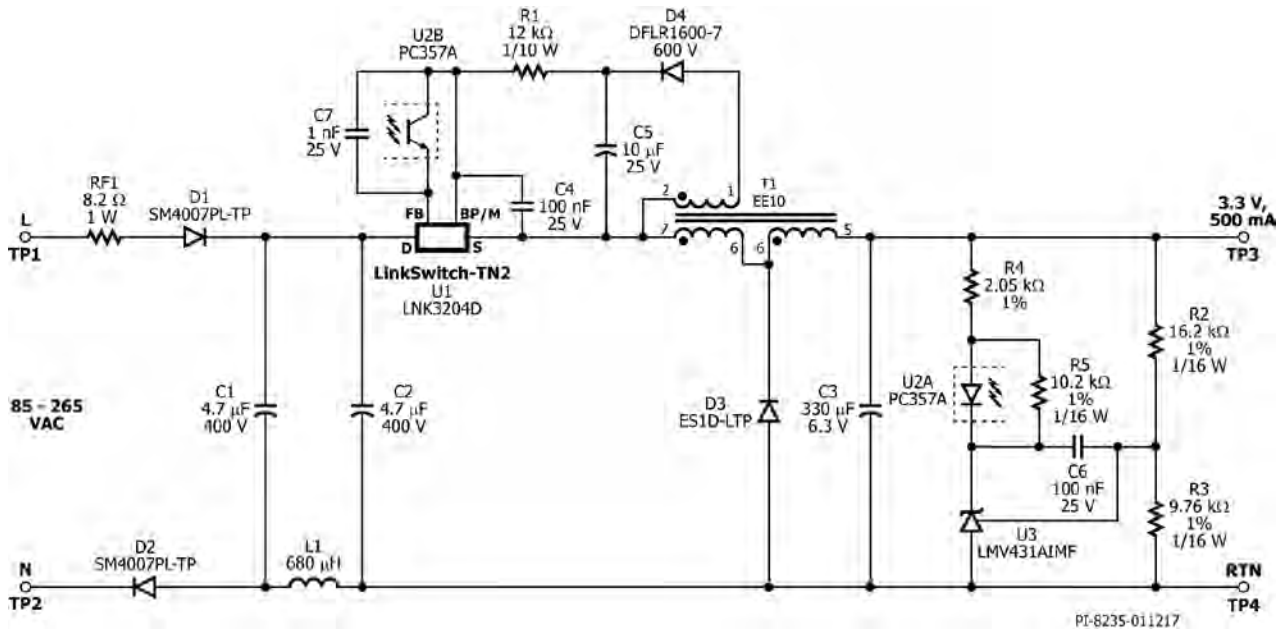 U2B
PC357A
R1
12 kΩ
1/10 W
D4
DFLR1600-7
600 V
C7
1 nF
25 V
C5
10 μF
25 V
RF1
8.2 Ω
1 W
D1
SM4007PL-TP
C4
100 nF
25 V
2
1
T1
EE10
3.3 V,
500 mA
L
TP1
FB
BP/M
D
S
7
6
6
5
TP3
LinkSwitch-TN2
U1
LNK3204D
R4
2.05 kΩ
1%
R2
16.2 kΩ
1%
1/16 W
85 – 265
VAC
C1
4.7 μF
400 V
C2
4.7 μF
400 V
D3
ES1D-LTP
C3
330 μF
6.3 V
U2A
PC357A
R5
10.2 kΩ
1%
1/16 W
C6
100 nF
25 V
R3
9.76 kΩ
1%
1/16 W
U3
LMV431AIMF
N
TP2
D2
SM4007PL-TP
L1
680 μH
RTN
TP4
PI-8235-011217